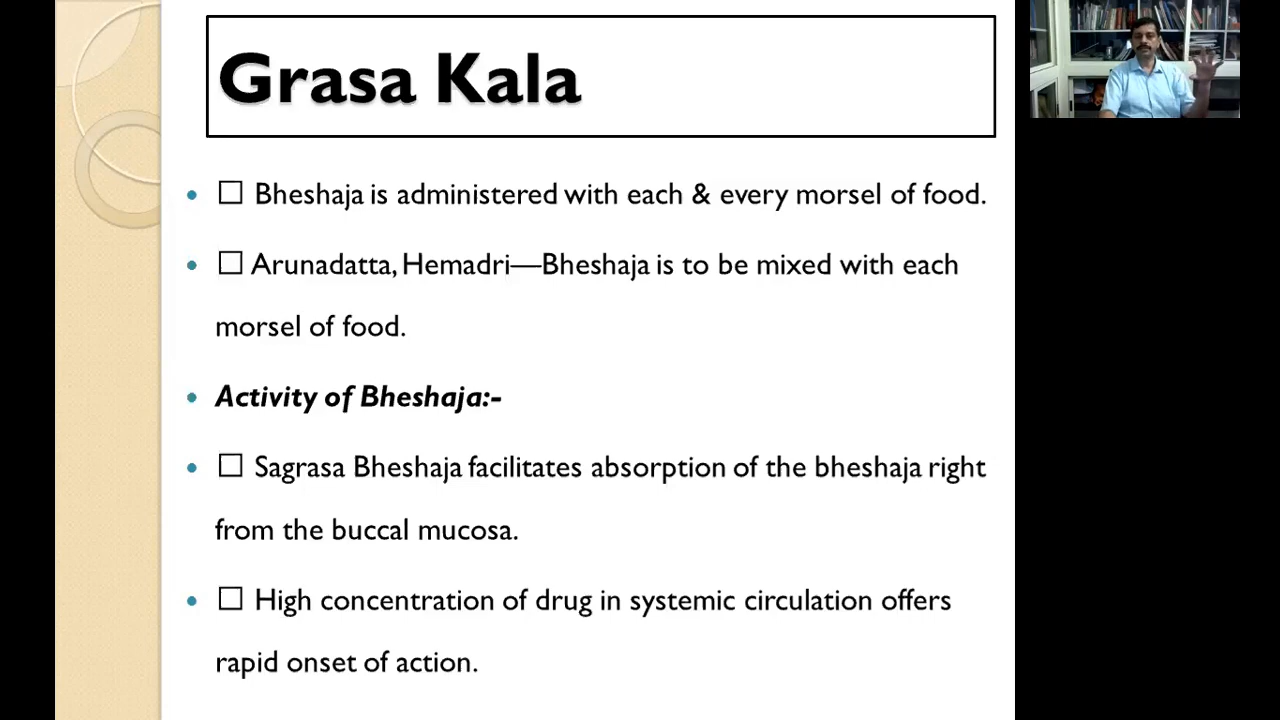 Grasa Kala
• ☐ Bheshaja is administered with each & every morsel of food.
• ☐ Arunadatta, Hemadri—Bheshaja is to be mixed with each
morsel of food.
• Activity of Bheshaja:-
• ☐ Sagrasa Bheshaja facilitates absorption of the bheshaja right
from the buccal mucosa.
• ☐ High concentration of drug in systemic circulation offers
rapid onset of action.